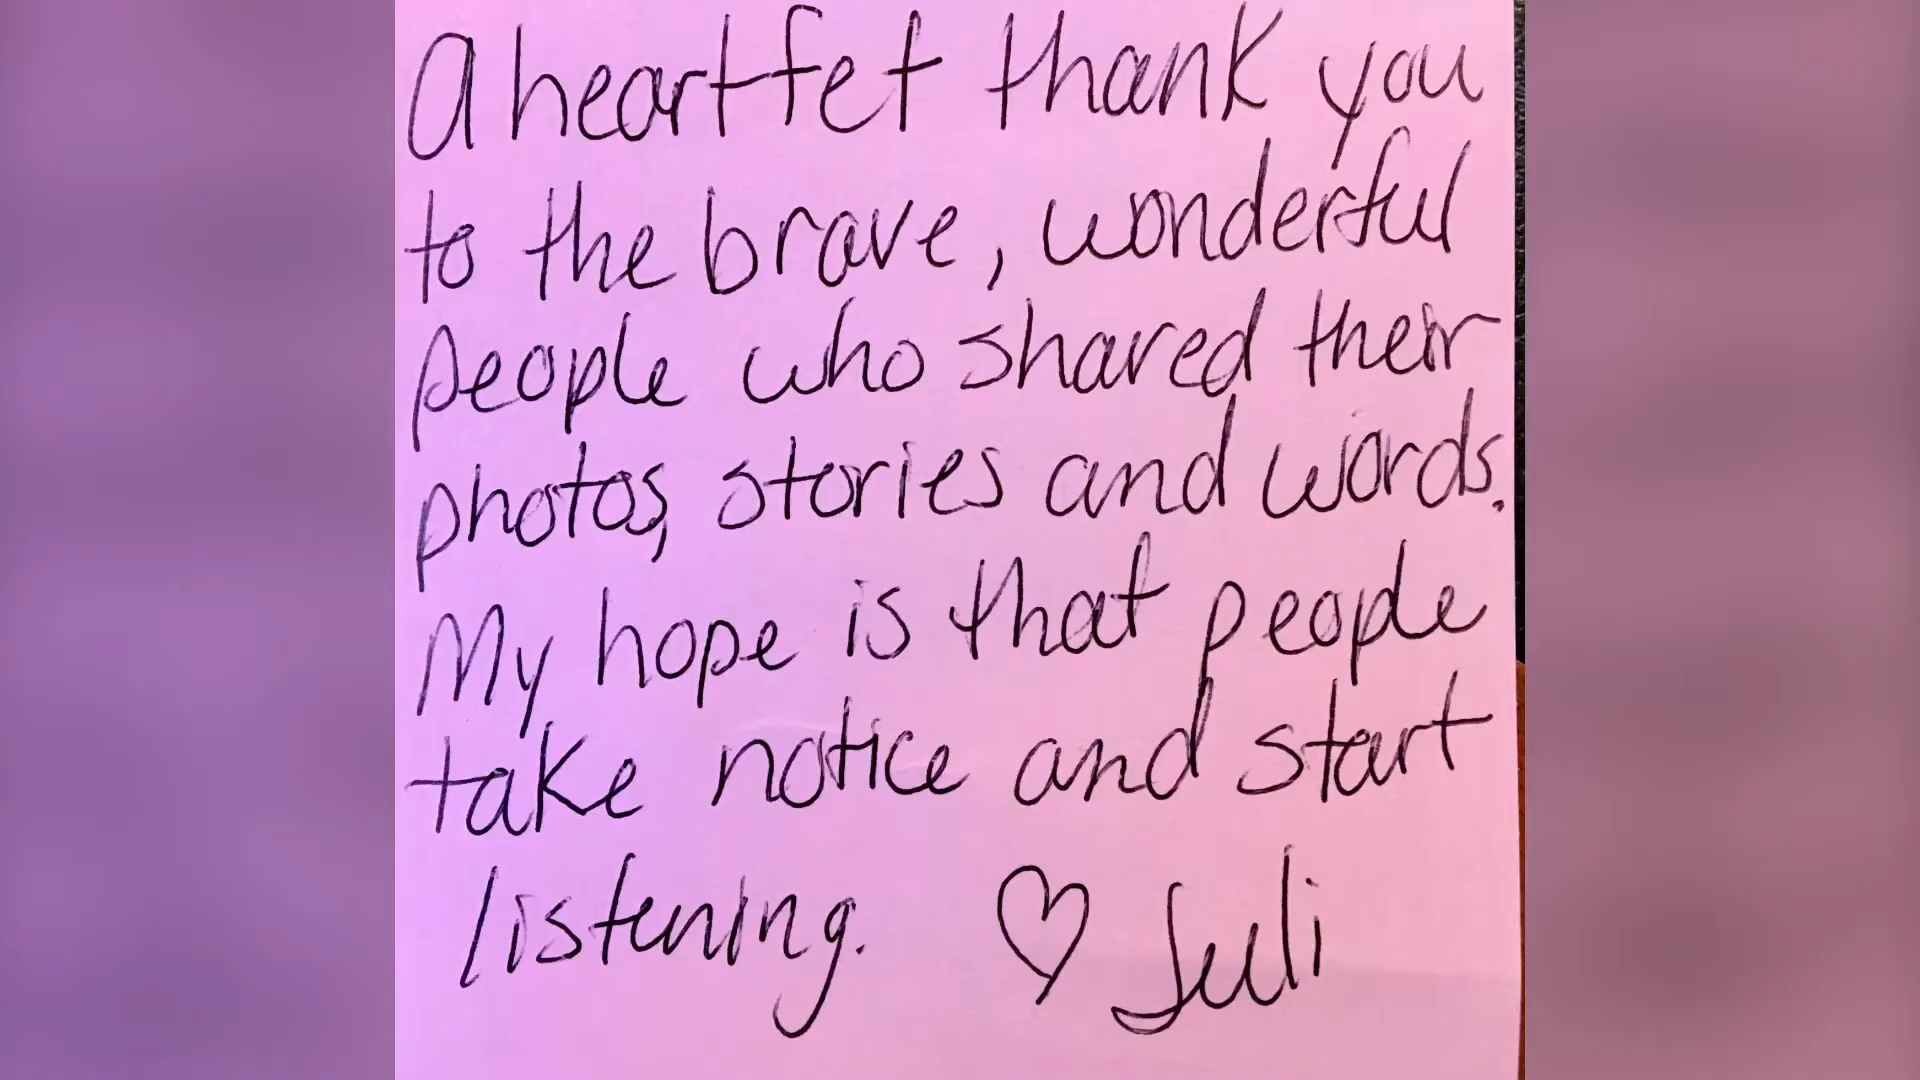 A heartfet thank you
to the brave, wonderful
people who shared their
photos, stories and words.
My hope is that people
take notice and start
listening. ♡ Juli